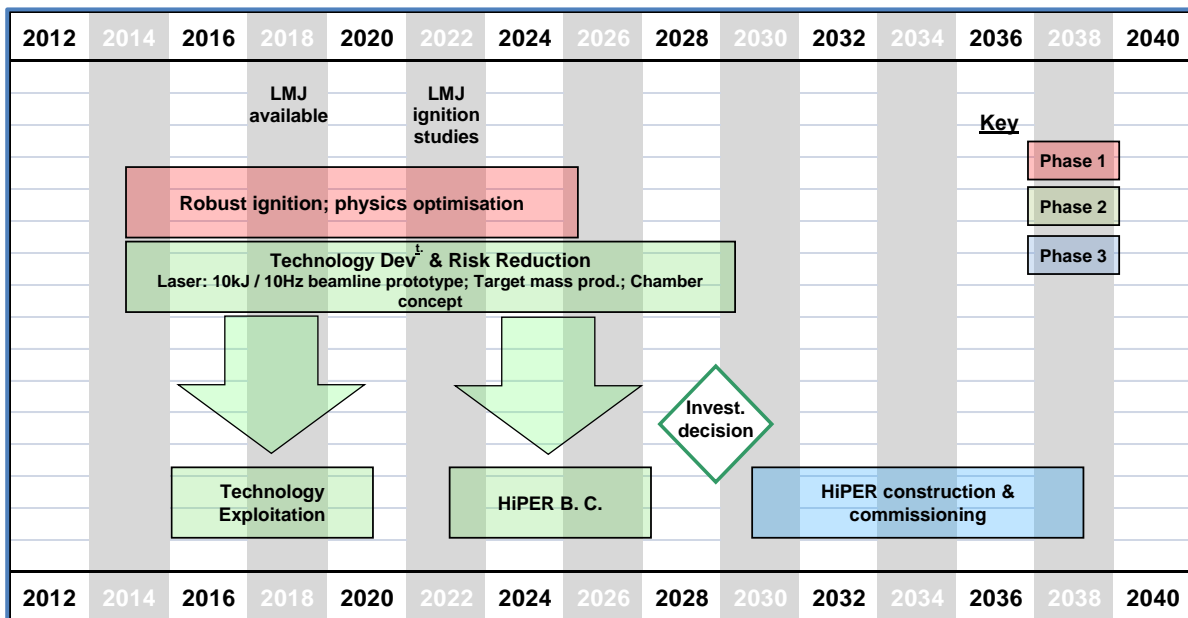 2012 2014 2016 2018 2020 2022 2024 2026 2028 2030 2032 2034 2036 2038 2040
LMJ
available
LMJ
ignition
studies
Key
Phase 1
Phase 2
Phase 3
Robust ignition; physics optimisation
Technology Devt. & Risk Reduction
Laser: 10kJ / 10Hz beamline prototype; Target mass prod.; Chamber
concept
Invest.
decision
Technology
Exploitation
HiPER B. C.
HiPER construction &
commissioning
2012 2014 2016 2018 2020 2022 2024 2026 2028 2030 2032 2034 2036 2038 2040